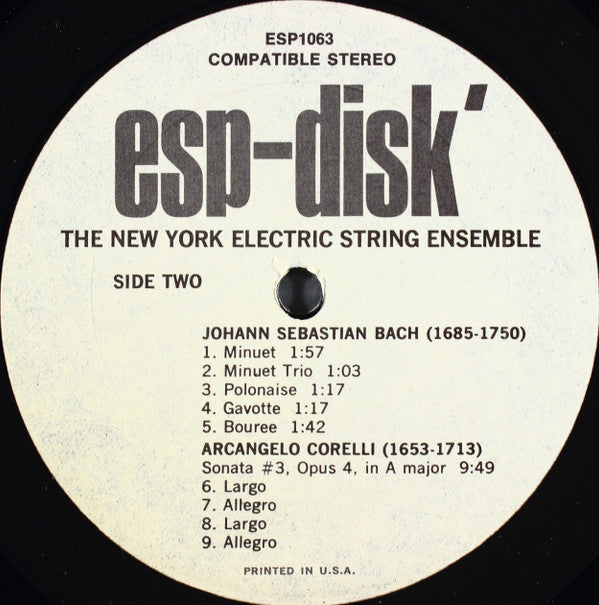 ESP1063
COMPATIBLE STEREO
esp-disk'
THE NEW YORK ELECTRIC STRING ENSEMBLE
SIDE TWO
JOHANN SEBASTIAN BACH (1685-1750)
1. Minuet 1:57
2. Minuet Trio 1:03
3. Polonaise 1:17
4. Gavotte 1:17
5. Bouree 1:42
ARCANGELO CORELLI (1653-1713)
Sonata #3, Opus 4, in A major 9:49
6. Largo
7. Allegro
8. Largo
9. Allegro
PRINTED IN U.S.A.